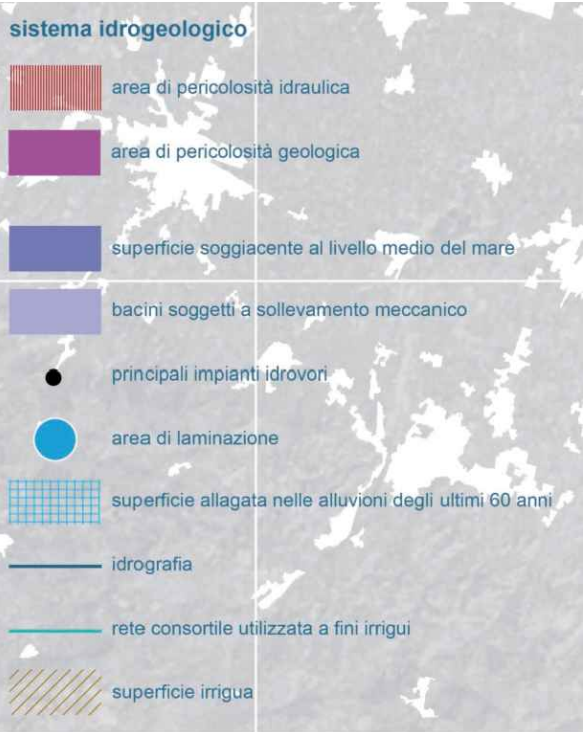 sistema idrogeologico
area di pericolosità idraulica
area di pericolosità geologica
superficie soggiacente al livello medio del mare
bacini soggetti a sollevamento meccanico
principali impianti idrovori
area di laminazione
superficie allagata nelle alluvioni degli ultimi 60 anni
idrografia
rete consortile utilizzata a fini irrigui
superficie irrigua